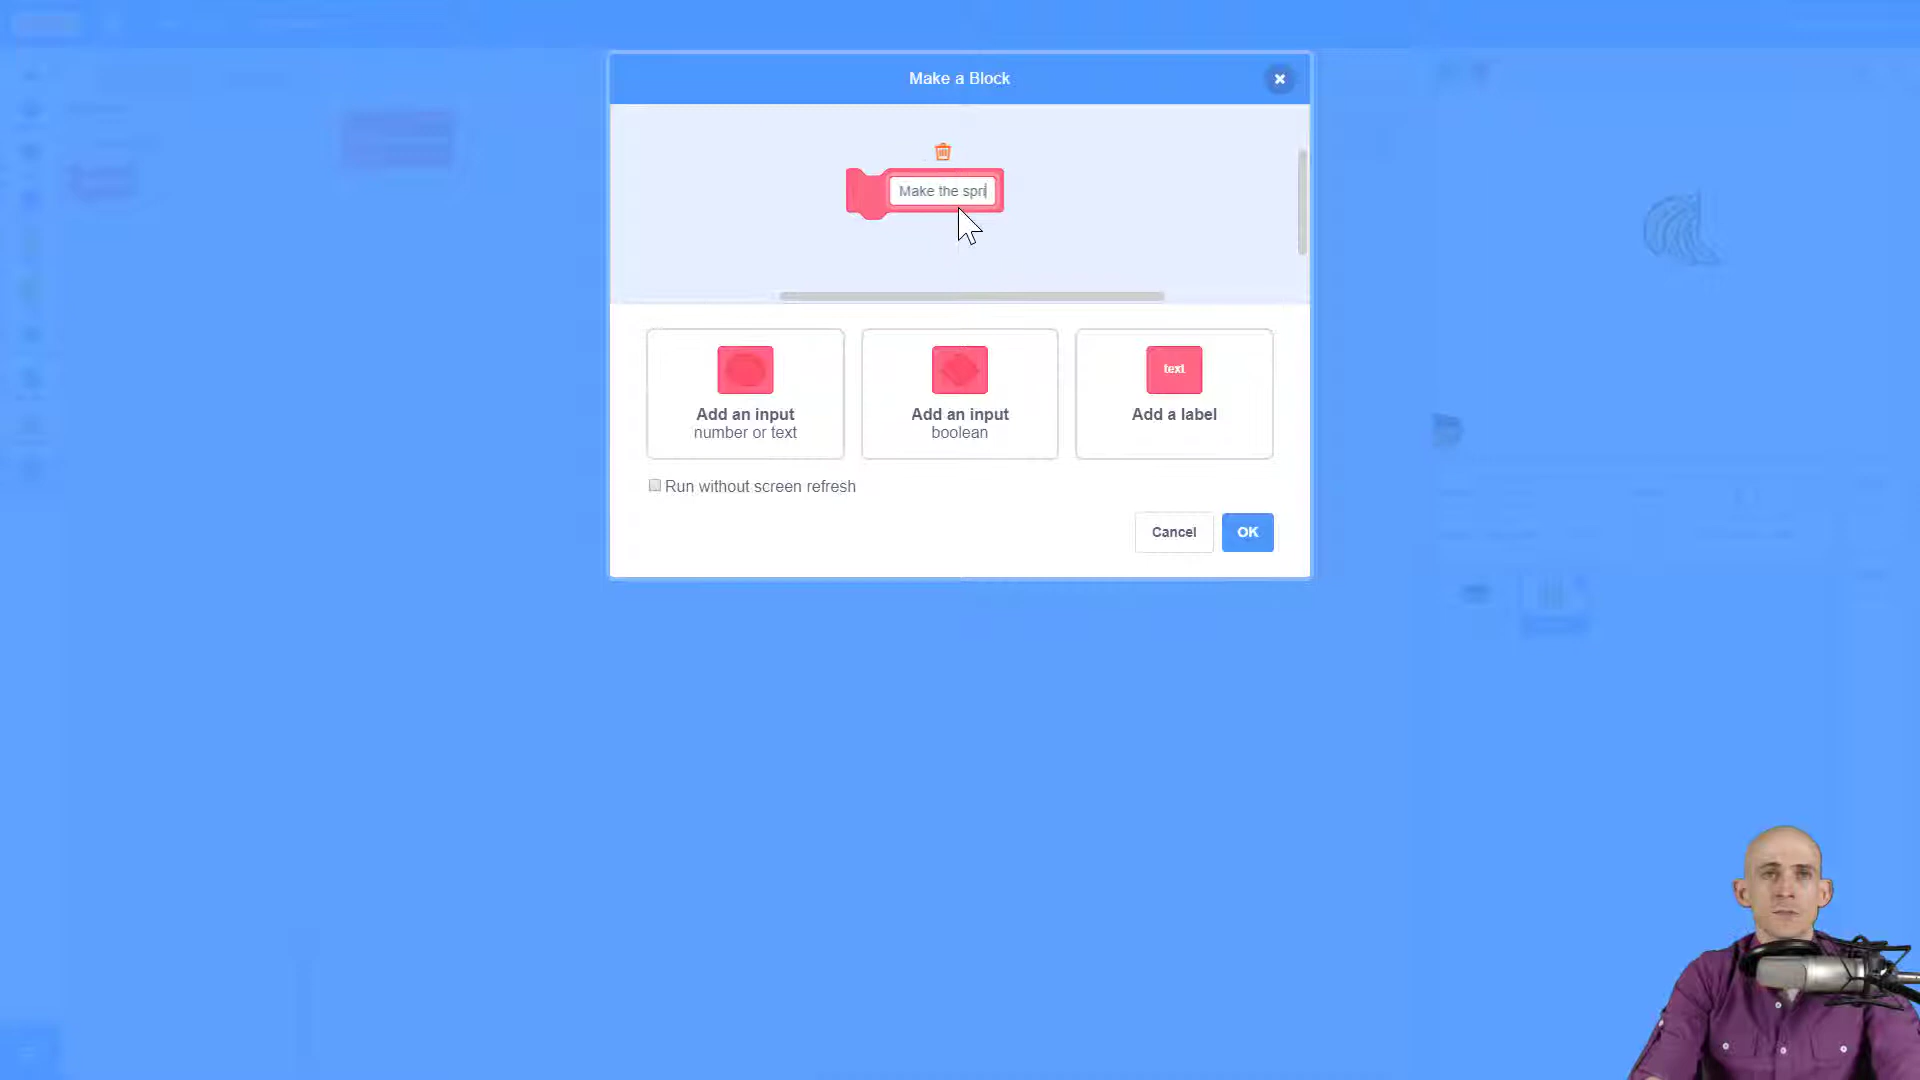 Make a Block
Make the spri
Add an input
number or text
Add an input
boolean
text
Add a label
Run without screen refresh
Cancel
OK